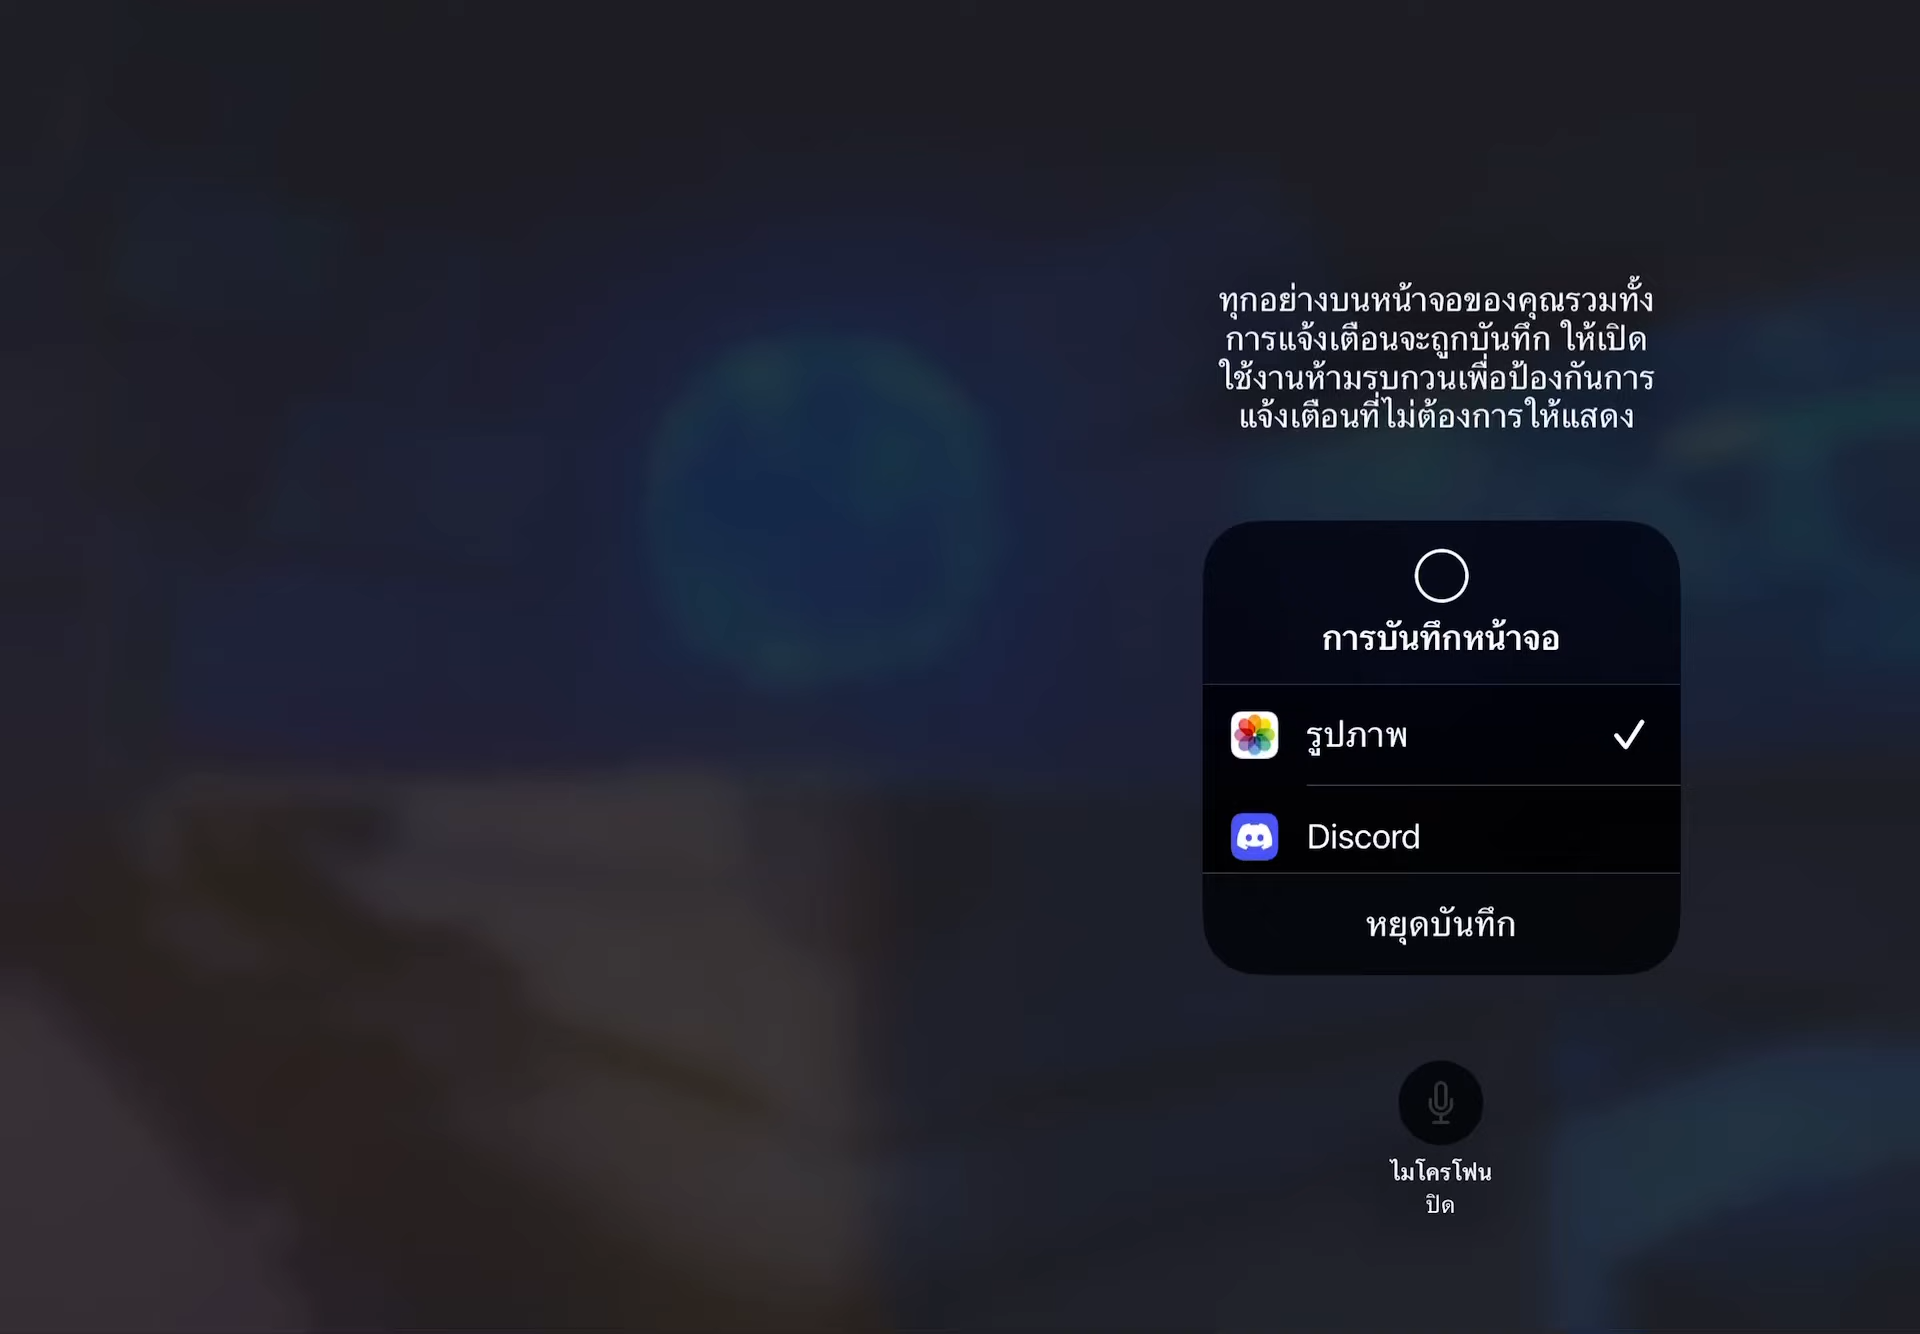 ทุกอย่างบนหน้าจอของคุณรวมทั้ง
การแจ้งเตือนจะถูกบันทึก ให้เปิด
ใช้งานห้ามรบกวนเพื่อป้องกันการ
แจ้งเตือนที่ไม่ต้องการให้แสดง
การบันทึกหน้าจอ
รูปภาพ
Discord
หยุดบันทึก
ไมโครโฟน
ปิด